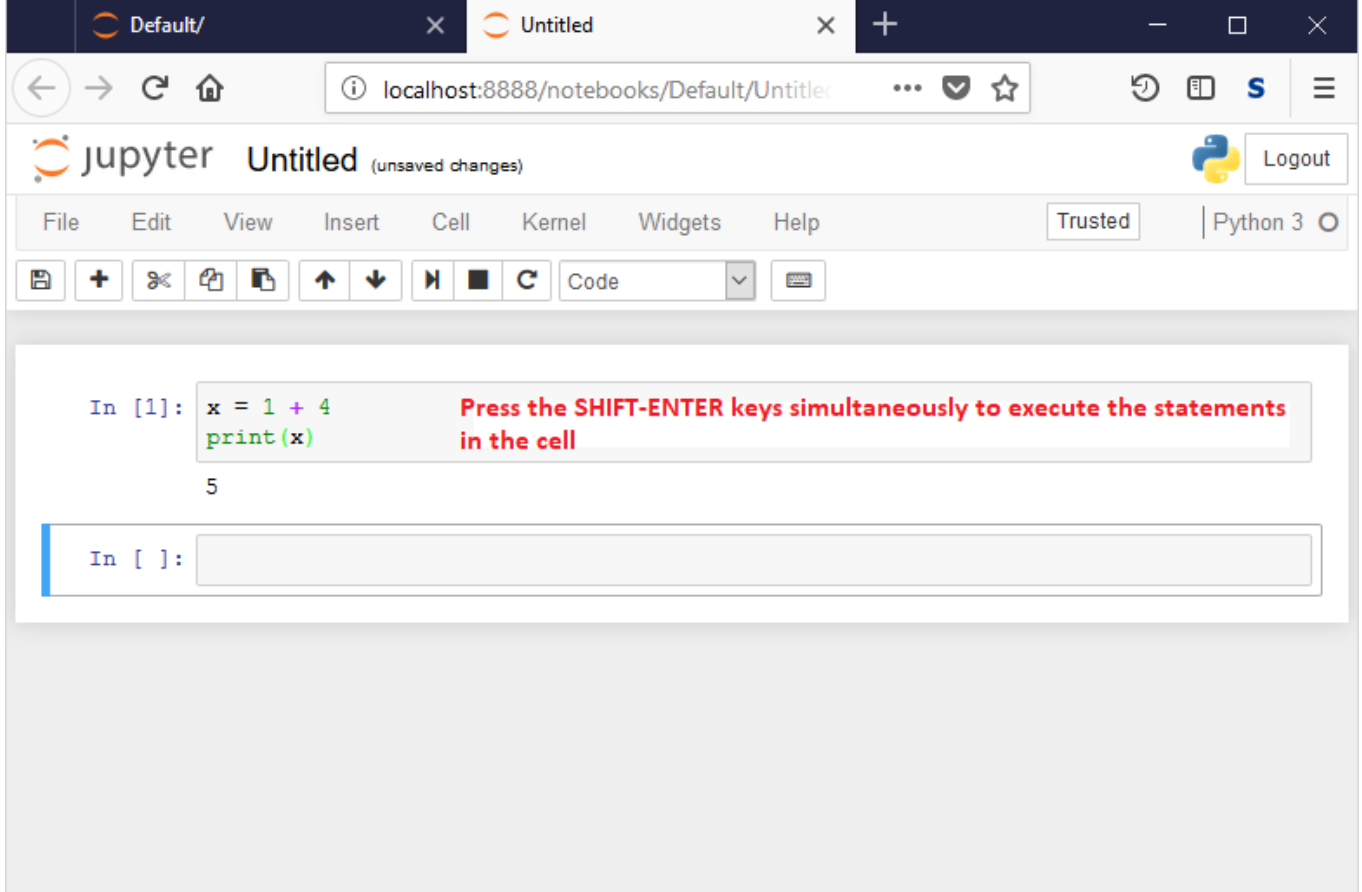 Default/
Untitled
localhost:8888/notebooks/Default/Untitled
S
jupyter Untitled (unsaved changes)
Logout
File Edit View Insert Cell Kernel Widgets Help
Trusted
Python 3
Code
In [1]:
x = 1 + 4
print(x)
Press the SHIFT-ENTER keys simultaneously to execute the statements
in the cell
5
In [ ]: